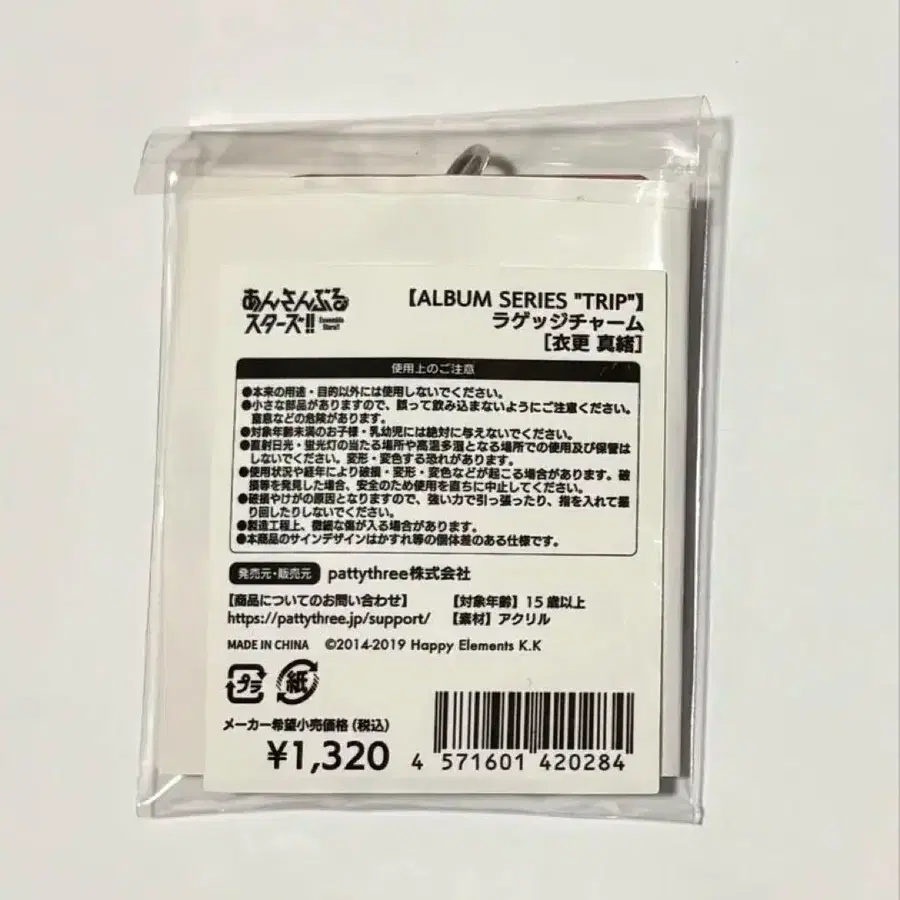 あんさんぶる
スターズ!!
Ensemble Stars!!
【ALBUM SERIES "TRIP"】
ラゲッジチャーム
［衣更 真緒］
使用上のご注意
●本来の用途・目的以外には使用しないでください。
●小さな部品がありますので、誤って飲み込まないようにご注意ください。
窒息などの危険があります。
●対象年齢未満のお子様・乳幼児には絶対に与えないでください。
●直射日光・蛍光灯の当たる場所や高温多湿となる場所での使用及び保管は
しないでください。変形・変色する恐れがあります。
●使用状況や経年により破損・変形・変色などが起こる場合があります。破
損等を発見した場合、安全のため使用を直ちに中止してください。
●破損やけがの原因となりますので、強い力で引っ張ったり、指を入れて振
り回したりしないでください。
●製造工程上、微細な傷が入る場合があります。
●本商品のサインデザインはかすれ等の個体差のある仕様です。
発売元・販売元 pattythree株式会社
【商品についてのお問い合わせ】 【対象年齢】15歳以上
https://pattythree.jp/support/ 【素材】アクリル
MADE IN CHINA ©2014-2019 Happy Elements K.K
プラ 紙
メーカー希望小売価格（税込）
¥1,320
4 571601 420284